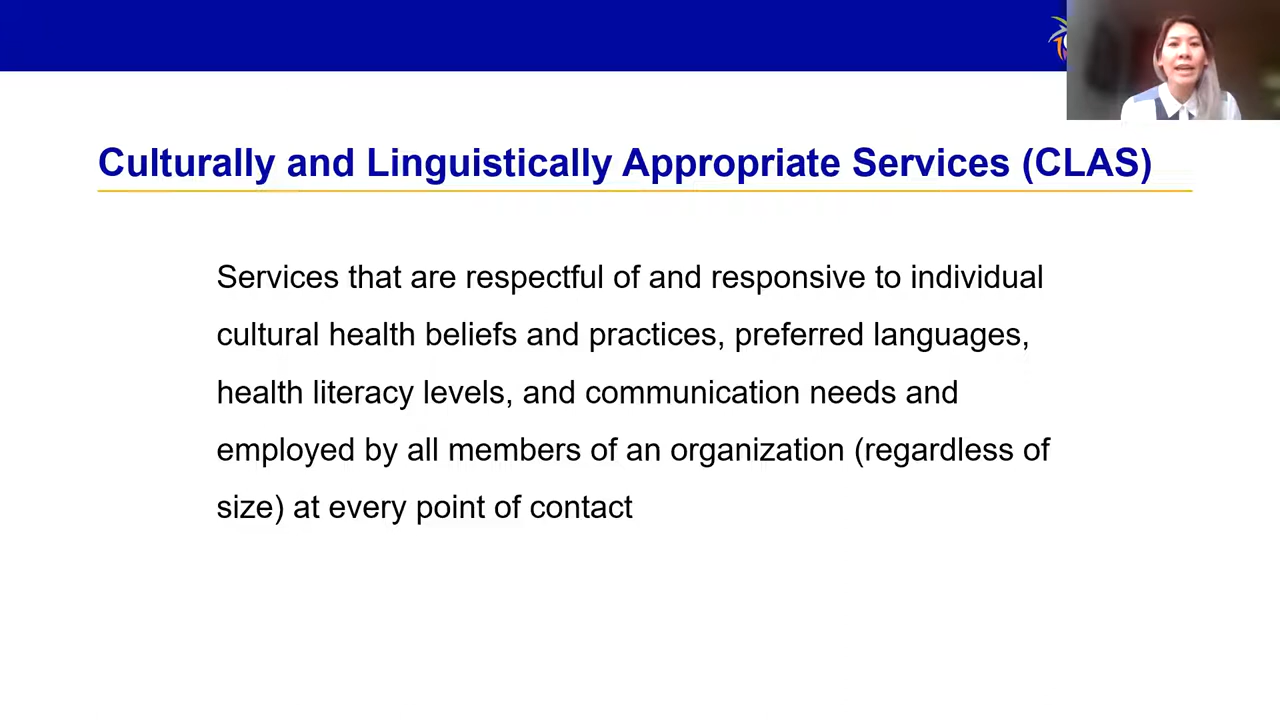 Culturally and Linguistically Appropriate Services (CLAS)
Services that are respectful of and responsive to individual
cultural health beliefs and practices, preferred languages,
health literacy levels, and communication needs and
employed by all members of an organization (regardless of
size) at every point of contact